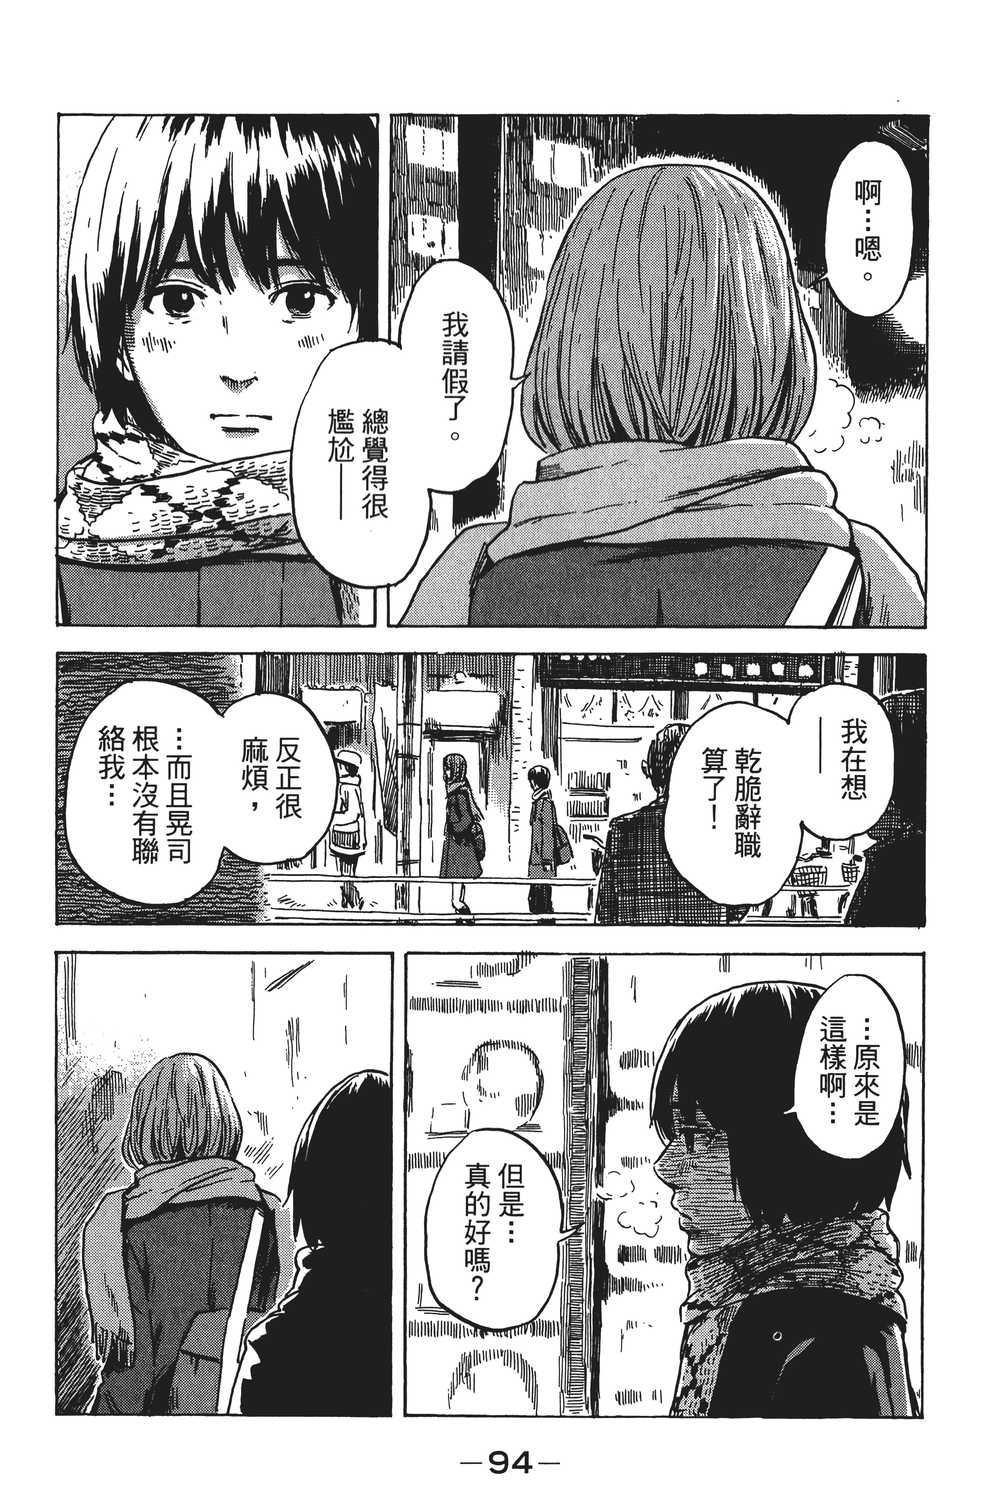 啊…嗯。
我請假了。
總覺得很
尷尬——
我在想
——
乾脆辭職
算了！
反正很
麻煩，
…而且晃司
根本沒有聯
絡我…
…原來是
這樣啊…
但是…
真的好嗎？
—94—